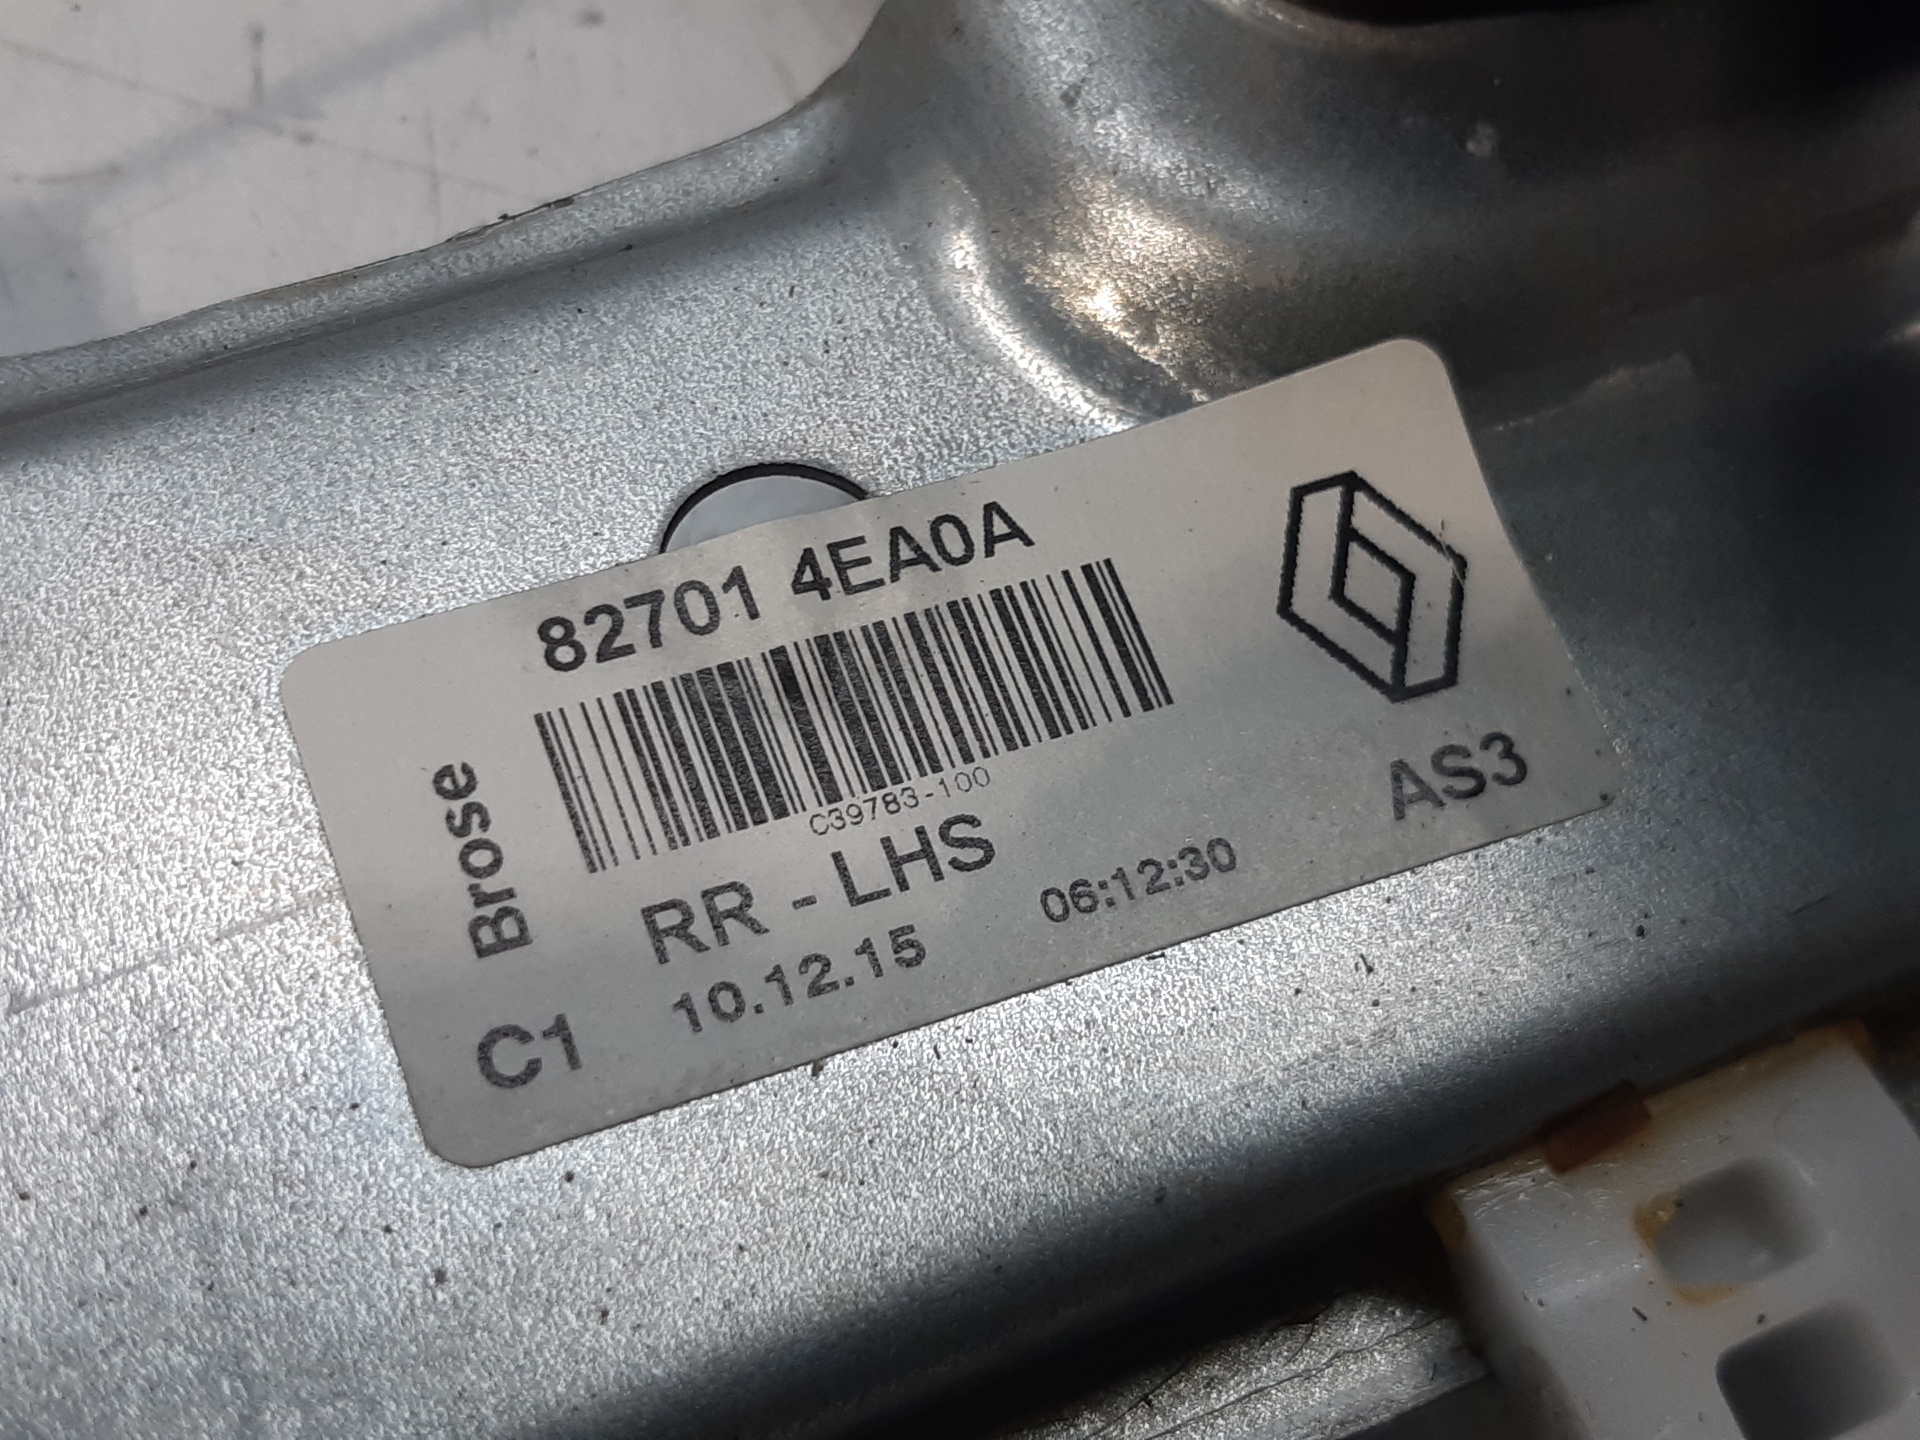 82701 4EA0A
C39783-100
Brose
RR - LHS
AS3
C1 10.12.15 06:12:30